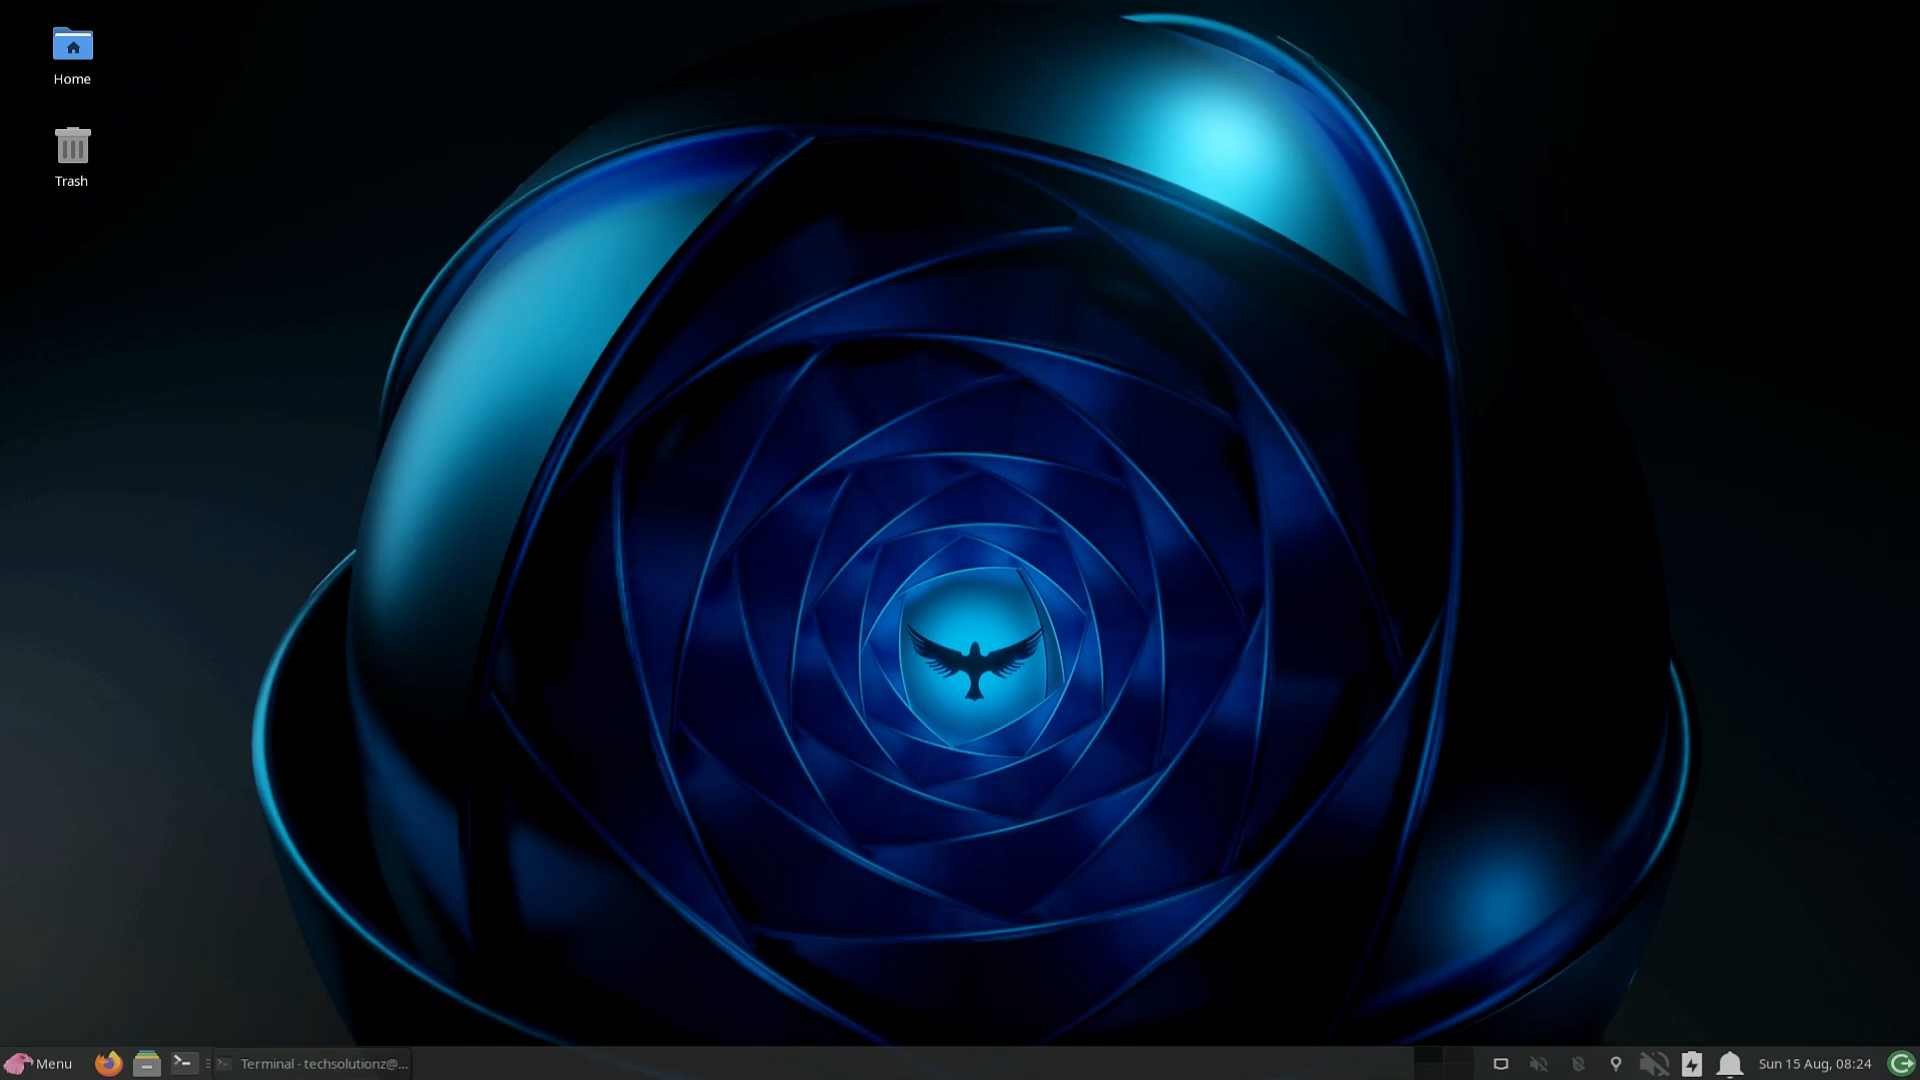 Home
Trash
Menu
Terminal - techsolutionz@...
Sun 15 Aug, 08:24